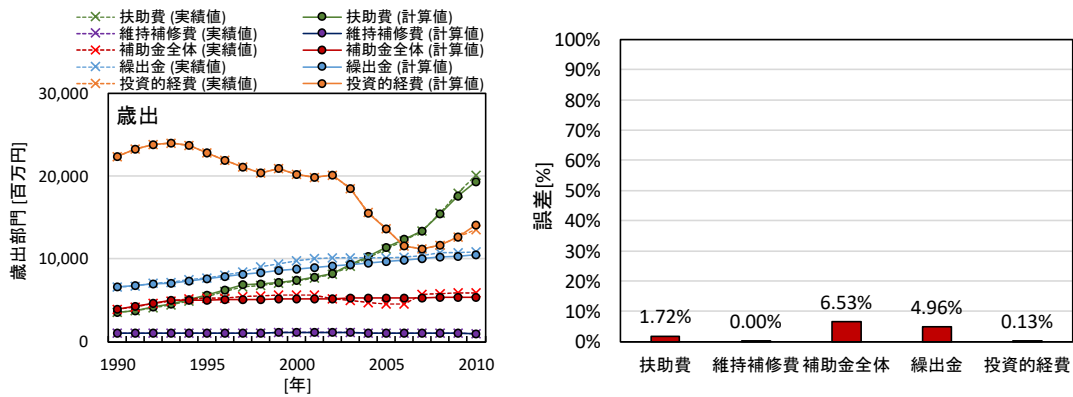 扶助費 (実績値) 扶助費 (計算値)
維持補修費 (実績値) 維持補修費 (計算値)
補助金全体 (実績値) 補助金全体 (計算値)
繰出金 (実績値) 繰出金 (計算値)
投資的経費 (実績値) 投資的経費 (計算値)
歳出
歳出部門 [百万円]
30,000
20,000
10,000
0
1990 1995 2000 2005 2010
[年]
誤差[%]
100%
90%
80%
70%
60%
50%
40%
30%
20%
10%
0%
1.72% 0.00% 6.53% 4.96% 0.13%
扶助費 維持補修費 補助金全体 繰出金 投資的経費